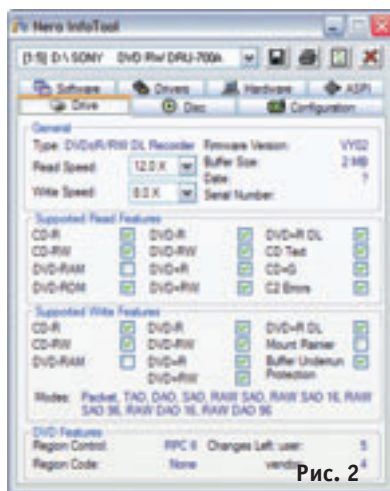 Nero InfoTool
[1:5] D:\ SONY DVD RW DRU-700A
Software Drivers Hardware ASPI
Drive Disc Configuration
General
Type: DVD±R/RW DL Recorder Firmware Version: VY02
Read Speed: 12.0 X Buffer Size: 2 MB
Date: ?
Write Speed: 8.0 X Serial Number:
Supported Read Features
CD-R DVD-R DVD+R DL
CD-RW DVD-RW CD Text
DVD-RAM DVD+R CD+G
DVD-ROM DVD+RW C2 Errors
Supported Write Features
CD-R DVD-R DVD+R DL
CD-RW DVD-RW Mount Rainier
DVD-RAM DVD+R Buffer Underrun
DVD+RW Protection
Modes: Packet, TAO, DAO, SAO, RAW SAO, RAW SAO 16, RAW
SAO 96, RAW DAO 16, RAW DAO 96
DVD Features
Region Control: RPC II Changes Left: user: 5
Region Code: None vendor: 4
Рис. 2